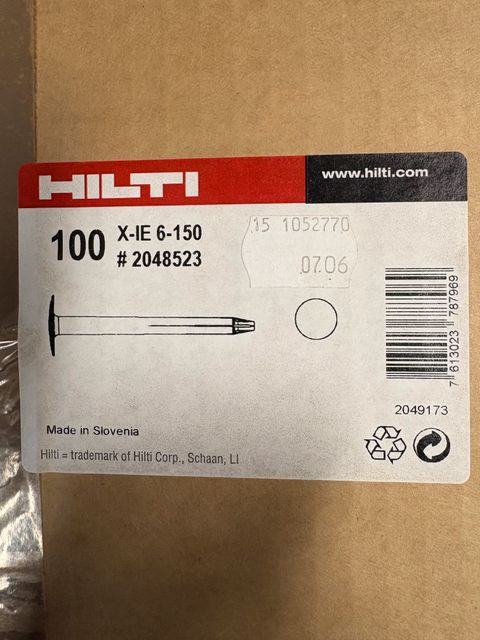 HILTI
www.hilti.com
100
X-IE 6-150
# 2048523
15 1052770
07.06
7 613023 787969
2049173
Made in Slovenia
Hilti = trademark of Hilti Corp., Schaan, LI